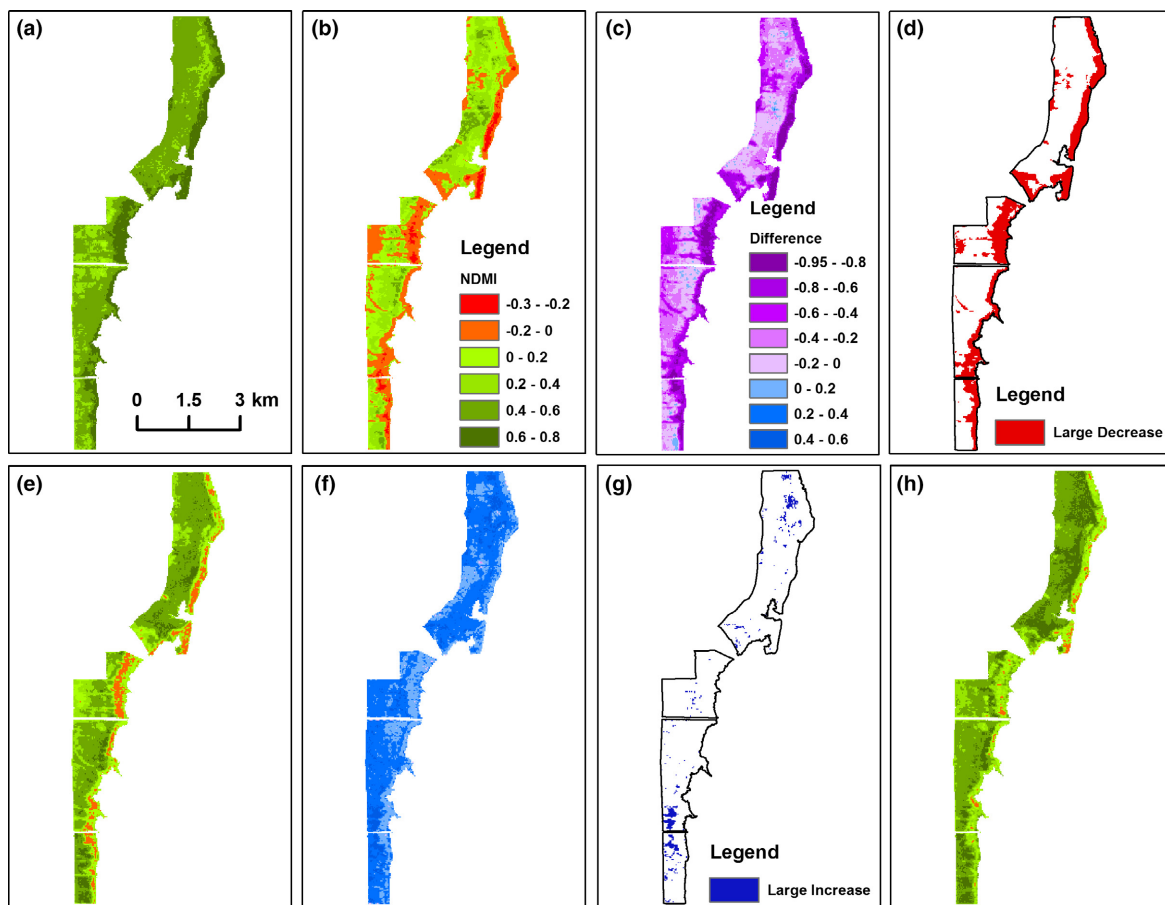 (a)
0 1.5 3 km
(b)
Legend
NDMI
-0.3 - -0.2
-0.2 - 0
0 - 0.2
0.2 - 0.4
0.4 - 0.6
0.6 - 0.8
(c)
Legend
Difference
-0.95 - -0.8
-0.8 - -0.6
-0.6 - -0.4
-0.4 - -0.2
-0.2 - 0
0 - 0.2
0.2 - 0.4
0.4 - 0.6
(d)
Legend
Large Decrease
(e)
(f)
(g)
Legend
Large Increase
(h)